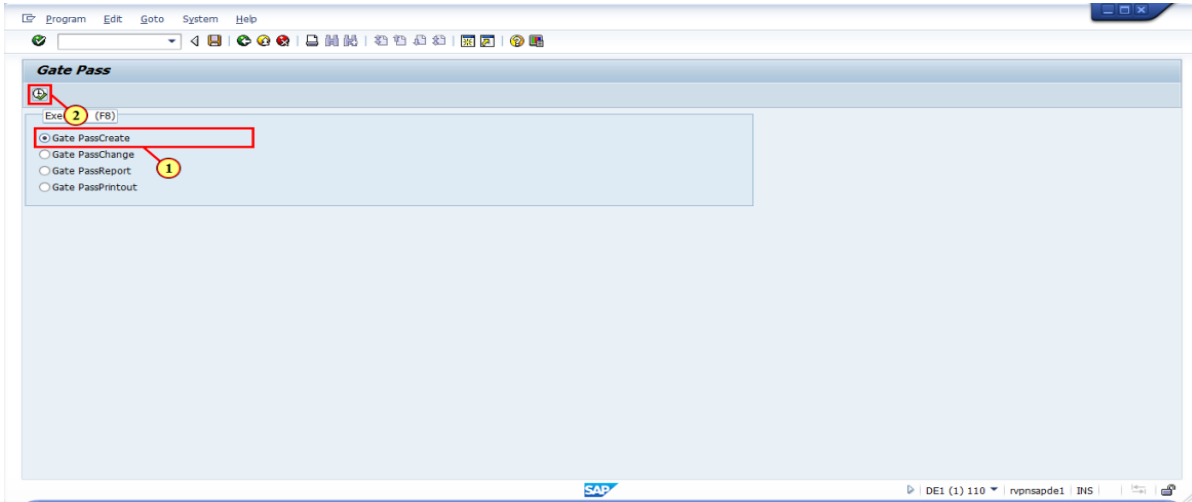 Program Edit Goto System Help
Gate Pass
Exe 2 (F8)
Gate PassCreate
Gate PassChange
1
Gate PassReport
Gate PassPrintout
SAP
DE1 (1) 110 rvpnsapde1 INS